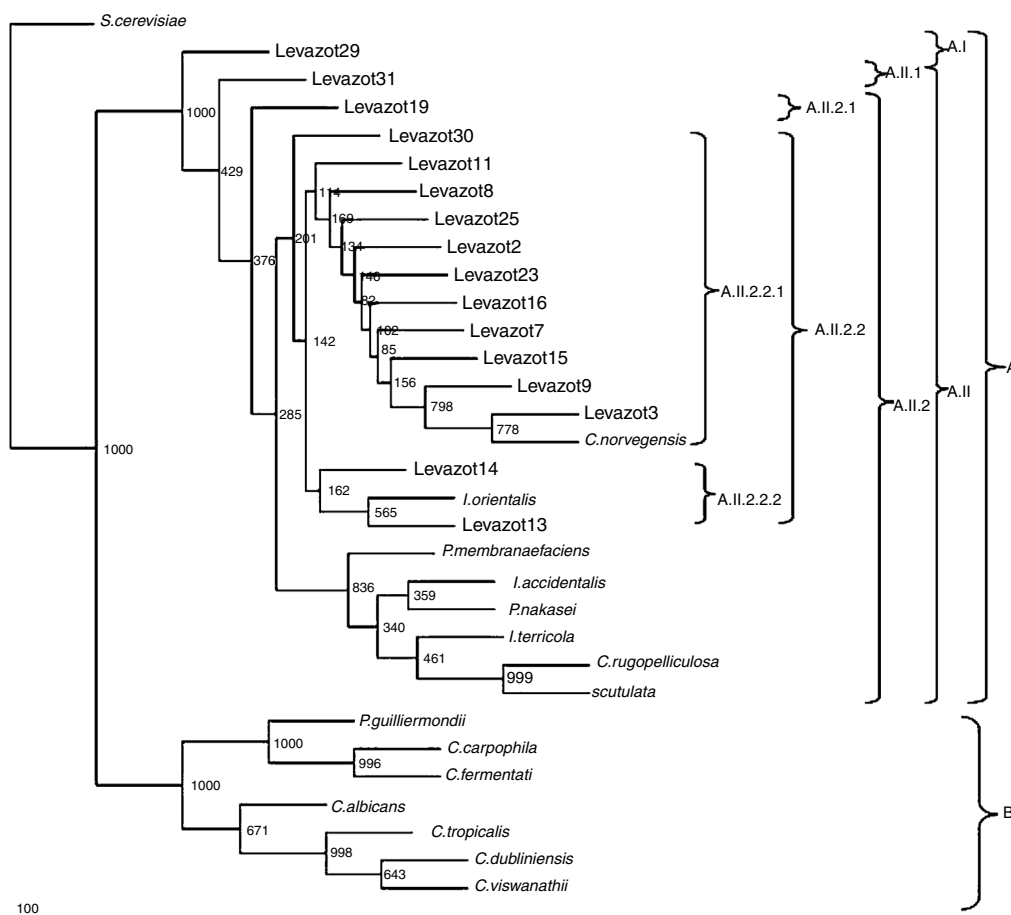 S.cerevisiae
Levazot29
A.I
Levazot31
A.II.1
1000
Levazot19
A.II.2.1
Levazot30
Levazot11
429
114
Levazot8
169
Levazot25
201
134
Levazot2
376
146
Levazot23
A.II.2.2.1
82
Levazot16
102
Levazot7
A.II.2.2
142
85
Levazot15
A
156
Levazot9
A.II
798
A.II.2
285
Levazot3
778
C.norvegensis
1000
Levazot14
162
I.orientalis
A.II.2.2.2
565
Levazot13
P.membranaefaciens
836
I.accidentalis
359
P.nakasei
340
I.terricola
461
C.rugopelliculosa
999
scutulata
P.guilliermondii
1000
C.carpophila
996
C.fermentati
1000
C.albicans
B
671
C.tropicalis
998
C.dubliniensis
643
C.viswanathii
100